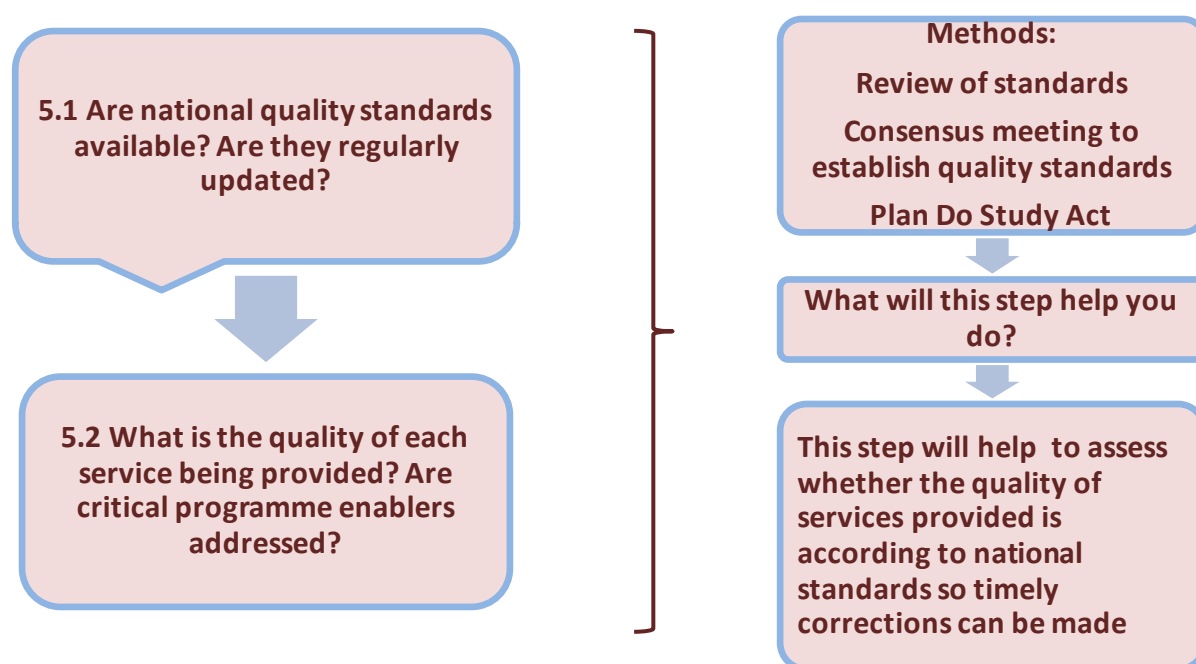 5.1 Are national quality standards
available? Are they regularly
updated?
5.2 What is the quality of each
service being provided? Are
critical programme enablers
addressed?
Methods:
Review of standards
Consensus meeting to
establish quality standards
Plan Do Study Act
What will this step help you
do?
This step will help to assess
whether the quality of
services provided is
according to national
standards so timely
corrections can be made